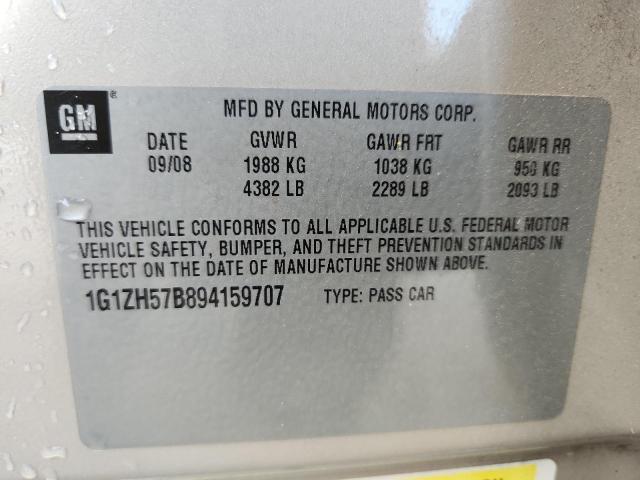 GM®
MFD BY GENERAL MOTORS CORP.
DATE GVWR GAWR FRT GAWR RR
09/08 1988 KG 1038 KG 950 KG
4382 LB 2289 LB 2093 LB
THIS VEHICLE CONFORMS TO ALL APPLICABLE U.S. FEDERAL MOTOR
VEHICLE SAFETY, BUMPER, AND THEFT PREVENTION STANDARDS IN
EFFECT ON THE DATE OF MANUFACTURE SHOWN ABOVE.
1G1ZH57B894159707 TYPE: PASS CAR